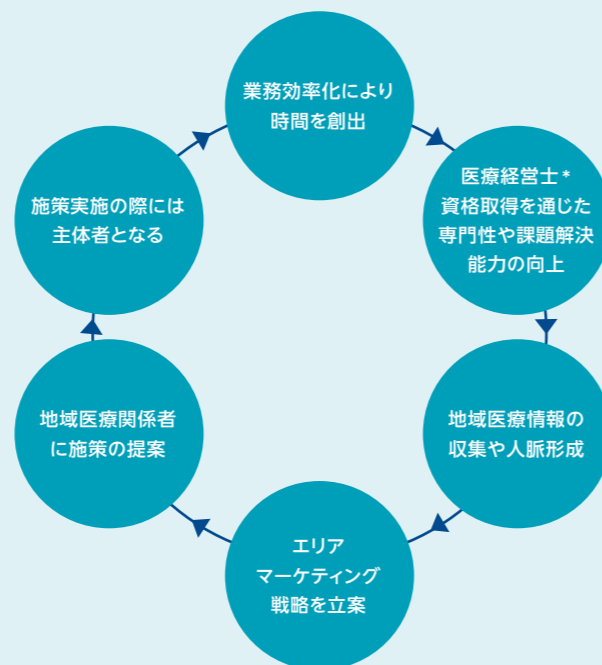 業務効率化により
時間を創出
医療経営士*
資格取得を通じた
専門性や課題解決
能力の向上
地域医療情報の
収集や人脈形成
エリア
マーケティング
戦略を立案
地域医療関係者
に施策の提案
施策実施の際には
主体者となる